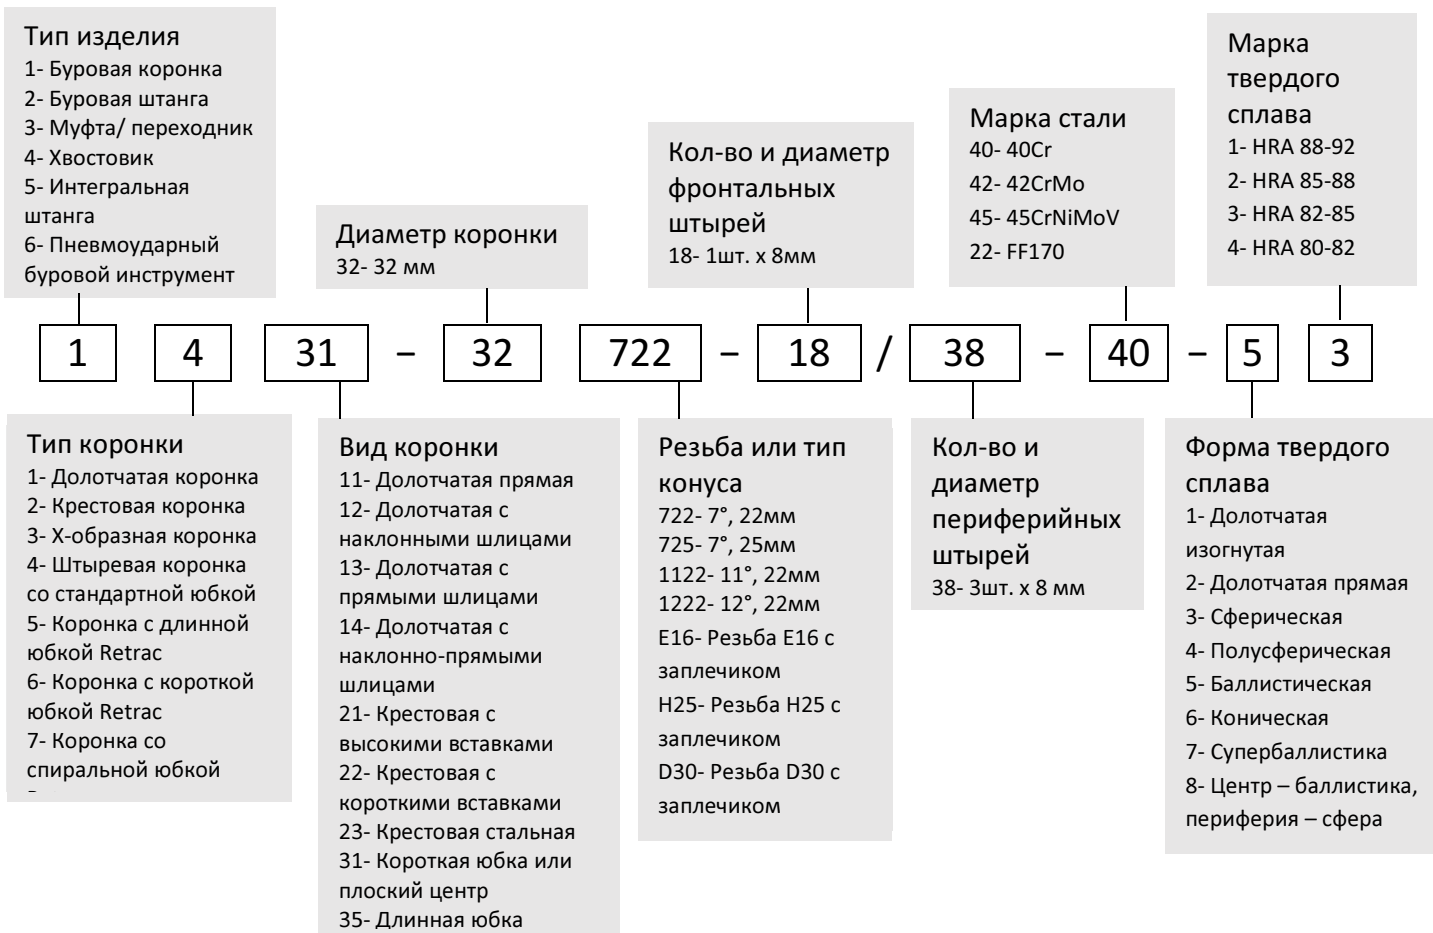 Тип изделия
1- Буровая коронка
2- Буровая штанга
3- Муфта/ переходник
4- Хвостовик
5- Интегральная
штанга
6- Пневмоударный
буровой инструмент
Диаметр коронки
32- 32 мм
Кол-во и диаметр
фронтальных
штырей
18- 1шт. х 8мм
Марка стали
40- 40Cr
42- 42CrMo
45- 45CrNiMoV
22- FF170
Марка
твердого
сплава
1- HRA 88-92
2- HRA 85-88
3- HRA 82-85
4- HRA 80-82
1 4 31 – 32 722 – 18 / 38 – 40 – 5 3
Тип коронки
1- Долотчатая коронка
2- Крестовая коронка
3- Х-образная коронка
4- Штыревая коронка
со стандартной юбкой
5- Коронка с длинной
юбкой Retrac
6- Коронка с короткой
юбкой Retrac
7- Коронка со
спиральной юбкой
Вид коронки
11- Долотчатая прямая
12- Долотчатая с
наклонными шлицами
13- Долотчатая с
прямыми шлицами
14- Долотчатая с
наклонно-прямыми
шлицами
21- Крестовая с
высокими вставками
22- Крестовая с
короткими вставками
23- Крестовая стальная
31- Короткая юбка или
плоский центр
35- Длинная юбка
Резьба или тип
конуса
722- 7°, 22мм
725- 7°, 25мм
1122- 11°, 22мм
1222- 12°, 22мм
E16- Резьба E16 с
заплечиком
H25- Резьба H25 с
заплечиком
D30- Резьба D30 с
заплечиком
Кол-во и
диаметр
периферийных
штырей
38- 3шт. х 8 мм
Форма твердого
сплава
1- Долотчатая
изогнутая
2- Долотчатая прямая
3- Сферическая
4- Полусферическая
5- Баллистическая
6- Коническая
7- Супербаллистика
8- Центр – баллистика,
периферия – сфера